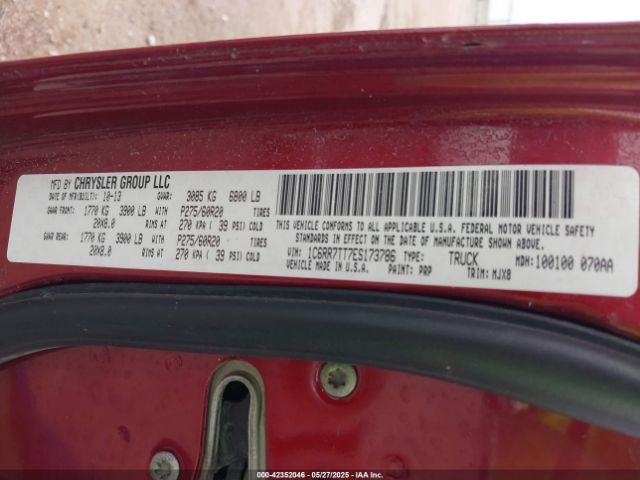 MFD BY CHRYSLER GROUP LLC
DATE OF MFR(BUILT): 10-13 GVWR: 3085 KG 6800 LB
GAWR FRONT: 1770 KG 3900 LB WITH P275/60R20 TIRES
20X8.0 RIMS AT 270 KPA ( 39 PSI) COLD
GAWR REAR: 1770 KG 3900 LB WITH P275/60R20 TIRES
20X8.0 RIMS AT 270 KPA ( 39 PSI) COLD
THIS VEHICLE CONFORMS TO ALL APPLICABLE U.S.A. FEDERAL MOTOR VEHICLE SAFETY
STANDARDS IN EFFECT ON THE DATE OF MANUFACTURE SHOWN ABOVE.
VIN: 1C6RR7TT7ES173786 TYPE: TRUCK MDH: 100100 070AA
VEHICLE MADE IN U.S.A. PAINT: PRP TRIM: MJX8
000-42352046 - 05/27/2025 - IAA Inc.